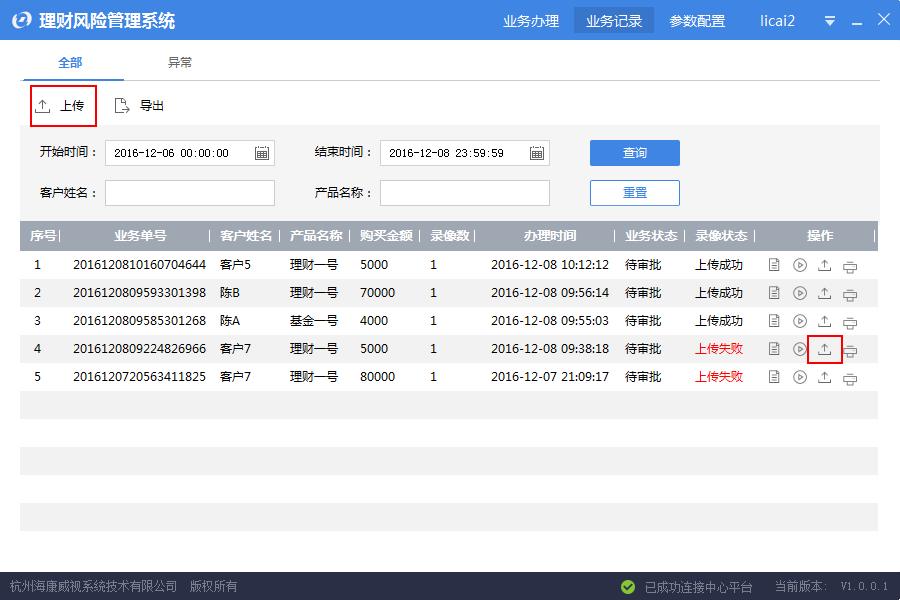 理财风险管理系统 业务办理 业务记录 参数配置 licai2
全部 异常
上传 导出
开始时间： 2016-12-06 00:00:00 结束时间： 2016-12-08 23:59:59 查询
客户姓名： 产品名称： 重置
序号 业务单号 客户姓名 产品名称 购买金额 录像数 办理时间 业务状态 录像状态 操作
1 2016120810160704644 客户5 理财一号 5000 1 2016-12-08 10:12:12 待审批 上传成功
2 2016120809593301398 陈B 理财一号 70000 1 2016-12-08 09:56:14 待审批 上传成功
3 2016120809585301268 陈A 基金一号 4000 1 2016-12-08 09:55:03 待审批 上传成功
4 2016120809224826966 客户7 理财一号 5000 1 2016-12-08 09:38:18 待审批 上传失败
5 2016120720563411825 客户7 理财一号 80000 1 2016-12-07 21:09:17 待审批 上传失败
杭州海康威视系统技术有限公司 版权所有 已成功连接中心平台 当前版本: V1.0.0.1